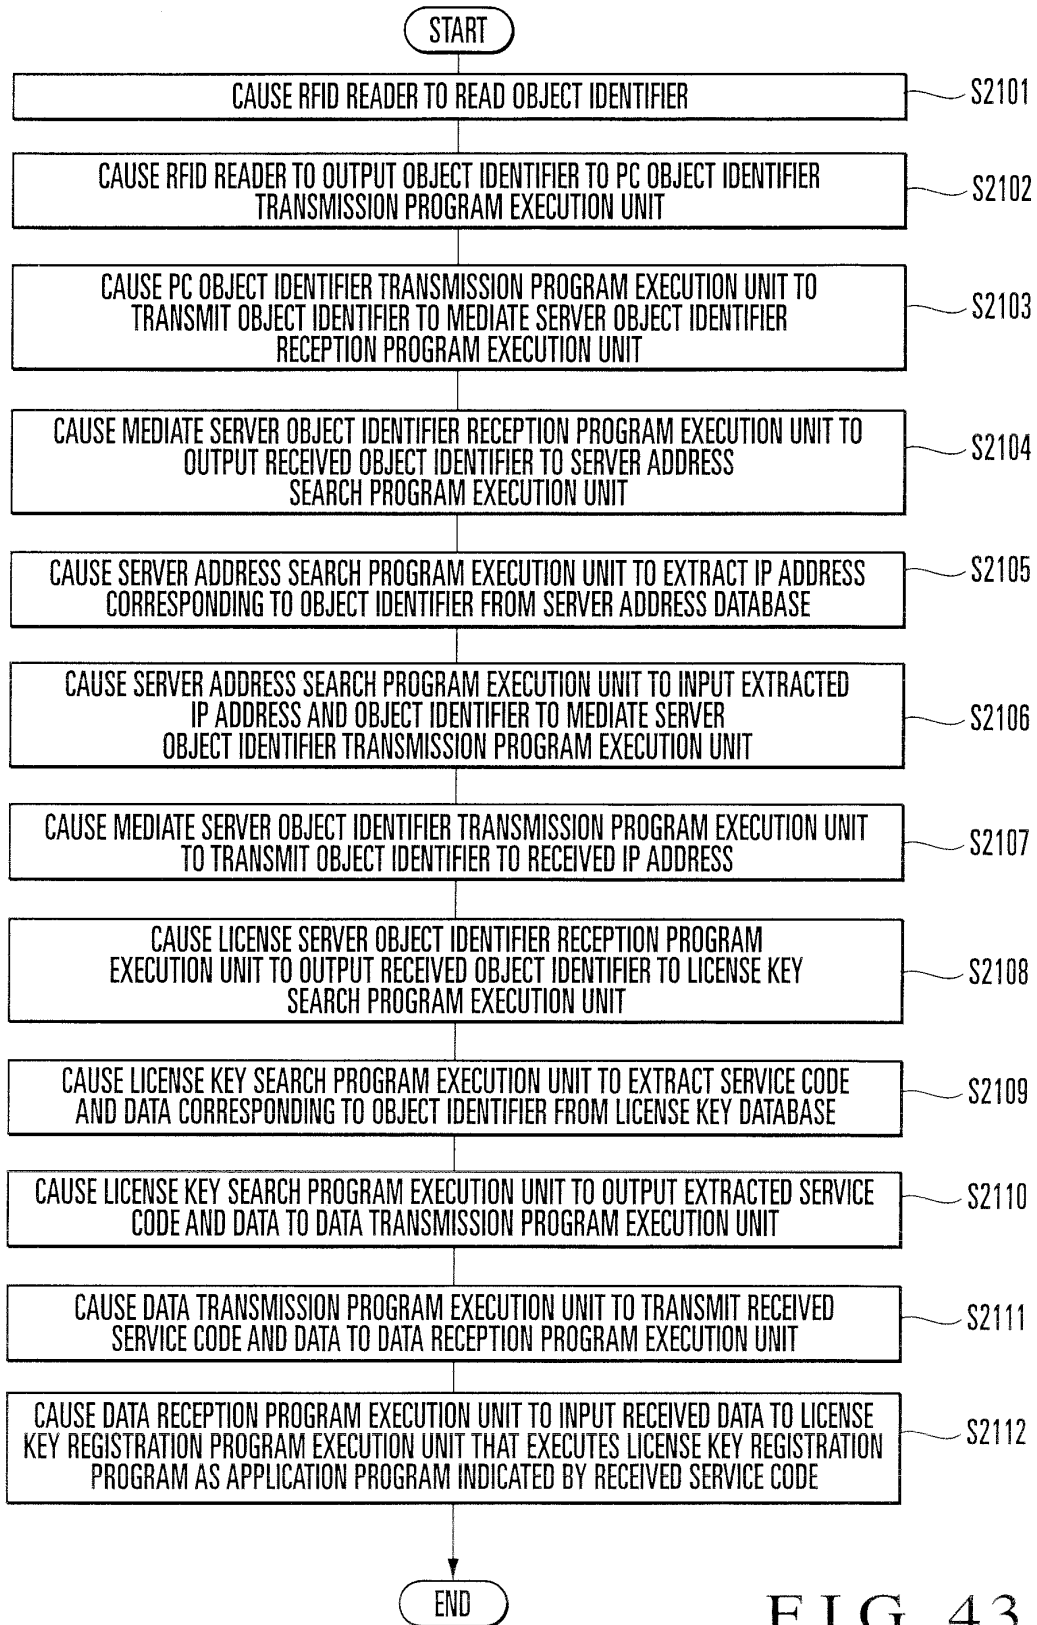 START
CAUSE RFID READER TO READ OBJECT IDENTIFIER
S2101
CAUSE RFID READER TO OUTPUT OBJECT IDENTIFIER TO PC OBJECT IDENTIFIER
TRANSMISSION PROGRAM EXECUTION UNIT
S2102
CAUSE PC OBJECT IDENTIFIER TRANSMISSION PROGRAM EXECUTION UNIT TO
TRANSMIT OBJECT IDENTIFIER TO MEDIATE SERVER OBJECT IDENTIFIER
RECEPTION PROGRAM EXECUTION UNIT
S2103
CAUSE MEDIATE SERVER OBJECT IDENTIFIER RECEPTION PROGRAM EXECUTION UNIT TO
OUTPUT RECEIVED OBJECT IDENTIFIER TO SERVER ADDRESS
SEARCH PROGRAM EXECUTION UNIT
S2104
CAUSE SERVER ADDRESS SEARCH PROGRAM EXECUTION UNIT TO EXTRACT IP ADDRESS
CORRESPONDING TO OBJECT IDENTIFIER FROM SERVER ADDRESS DATABASE
S2105
CAUSE SERVER ADDRESS SEARCH PROGRAM EXECUTION UNIT TO INPUT EXTRACTED
IP ADDRESS AND OBJECT IDENTIFIER TO MEDIATE SERVER
OBJECT IDENTIFIER TRANSMISSION PROGRAM EXECUTION UNIT
S2106
CAUSE MEDIATE SERVER OBJECT IDENTIFIER TRANSMISSION PROGRAM EXECUTION UNIT
TO TRANSMIT OBJECT IDENTIFIER TO RECEIVED IP ADDRESS
S2107
CAUSE LICENSE SERVER OBJECT IDENTIFIER RECEPTION PROGRAM
EXECUTION UNIT TO OUTPUT RECEIVED OBJECT IDENTIFIER TO LICENSE KEY
SEARCH PROGRAM EXECUTION UNIT
S2108
CAUSE LICENSE KEY SEARCH PROGRAM EXECUTION UNIT TO EXTRACT SERVICE CODE
AND DATA CORRESPONDING TO OBJECT IDENTIFIER FROM LICENSE KEY DATABASE
S2109
CAUSE LICENSE KEY SEARCH PROGRAM EXECUTION UNIT TO OUTPUT EXTRACTED SERVICE
CODE AND DATA TO DATA TRANSMISSION PROGRAM EXECUTION UNIT
S2110
CAUSE DATA TRANSMISSION PROGRAM EXECUTION UNIT TO TRANSMIT RECEIVED
SERVICE CODE AND DATA TO DATA RECEPTION PROGRAM EXECUTION UNIT
S2111
CAUSE DATA RECEPTION PROGRAM EXECUTION UNIT TO INPUT RECEIVED DATA TO LICENSE
KEY REGISTRATION PROGRAM EXECUTION UNIT THAT EXECUTES LICENSE KEY REGISTRATION
PROGRAM AS APPLICATION PROGRAM INDICATED BY RECEIVED SERVICE CODE
S2112
END
FIG. 43